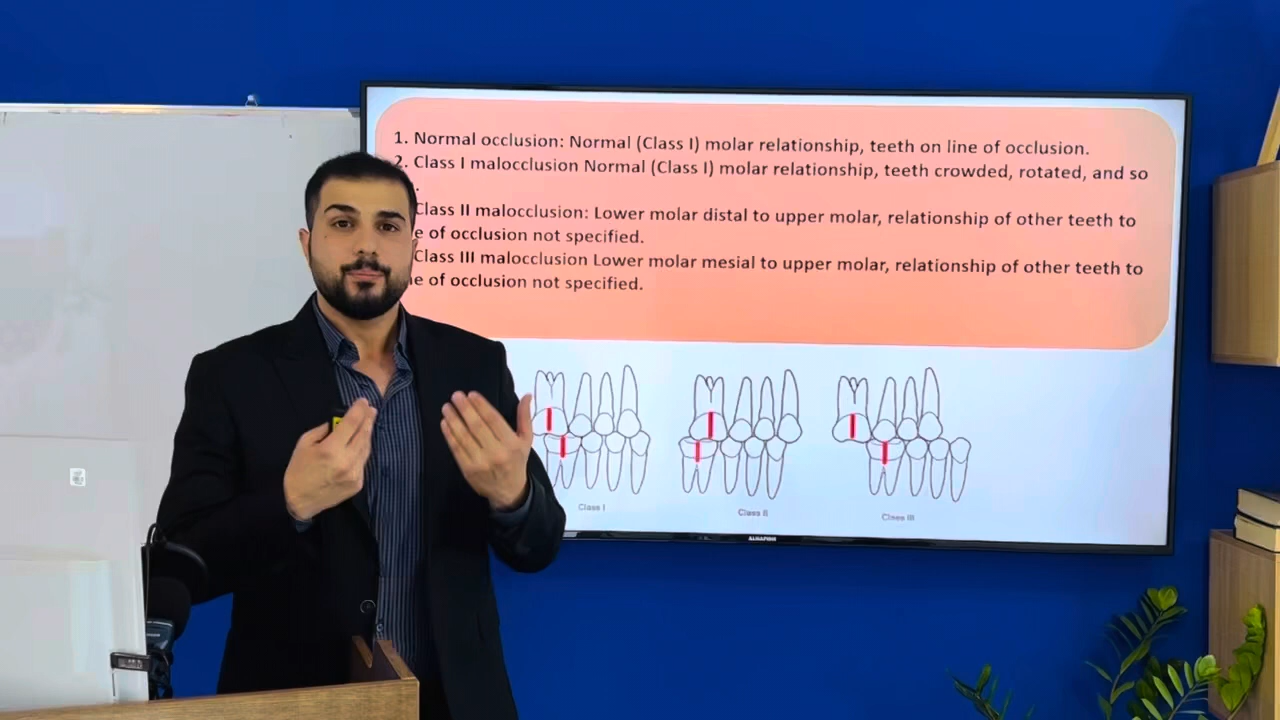 1. Normal occlusion: Normal (Class I) molar relationship, teeth on line of occlusion.
2. Class I malocclusion Normal (Class I) molar relationship, teeth crowded, rotated, and so
.
Class II malocclusion: Lower molar distal to upper molar, relationship of other teeth to
e of occlusion not specified.
Class III malocclusion Lower molar mesial to upper molar, relationship of other teeth to
e of occlusion not specified.
Class I
Class II
Class III